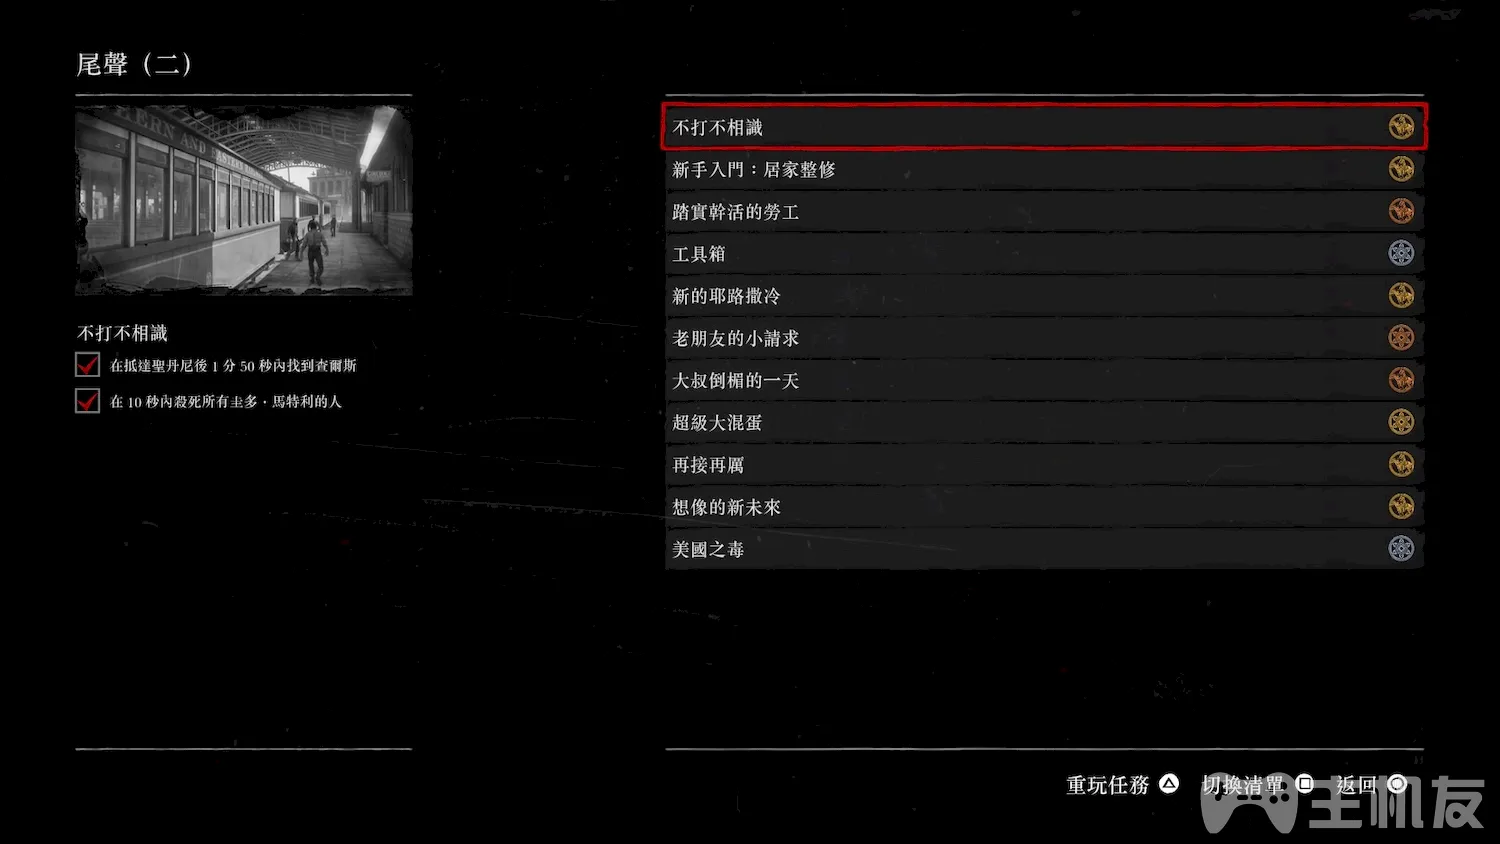 尾聲（二）
ERN AND EASTERN
不打不相識
在抵達聖丹尼後 1 分 50 秒內找到查爾斯
在 10 秒內殺死所有圭多·馬特利的人
不打不相識
新手入門：居家整修
踏實幹活的勞工
工具箱
新的耶路撒冷
老朋友的小請求
大叔倒楣的一天
超級大混蛋
再接再厲
想像的新未來
美國之毒
重玩任務
切換清單
返回
主机友